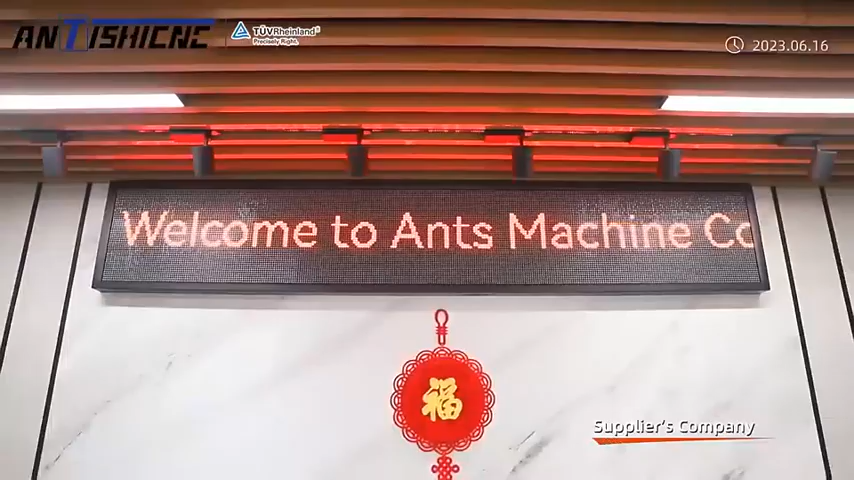 ANTISHICNC
TÜVRheinland®
Precisely Right.
2023.06.16
Welcome to Ants Machine Co
福
Supplier's Company